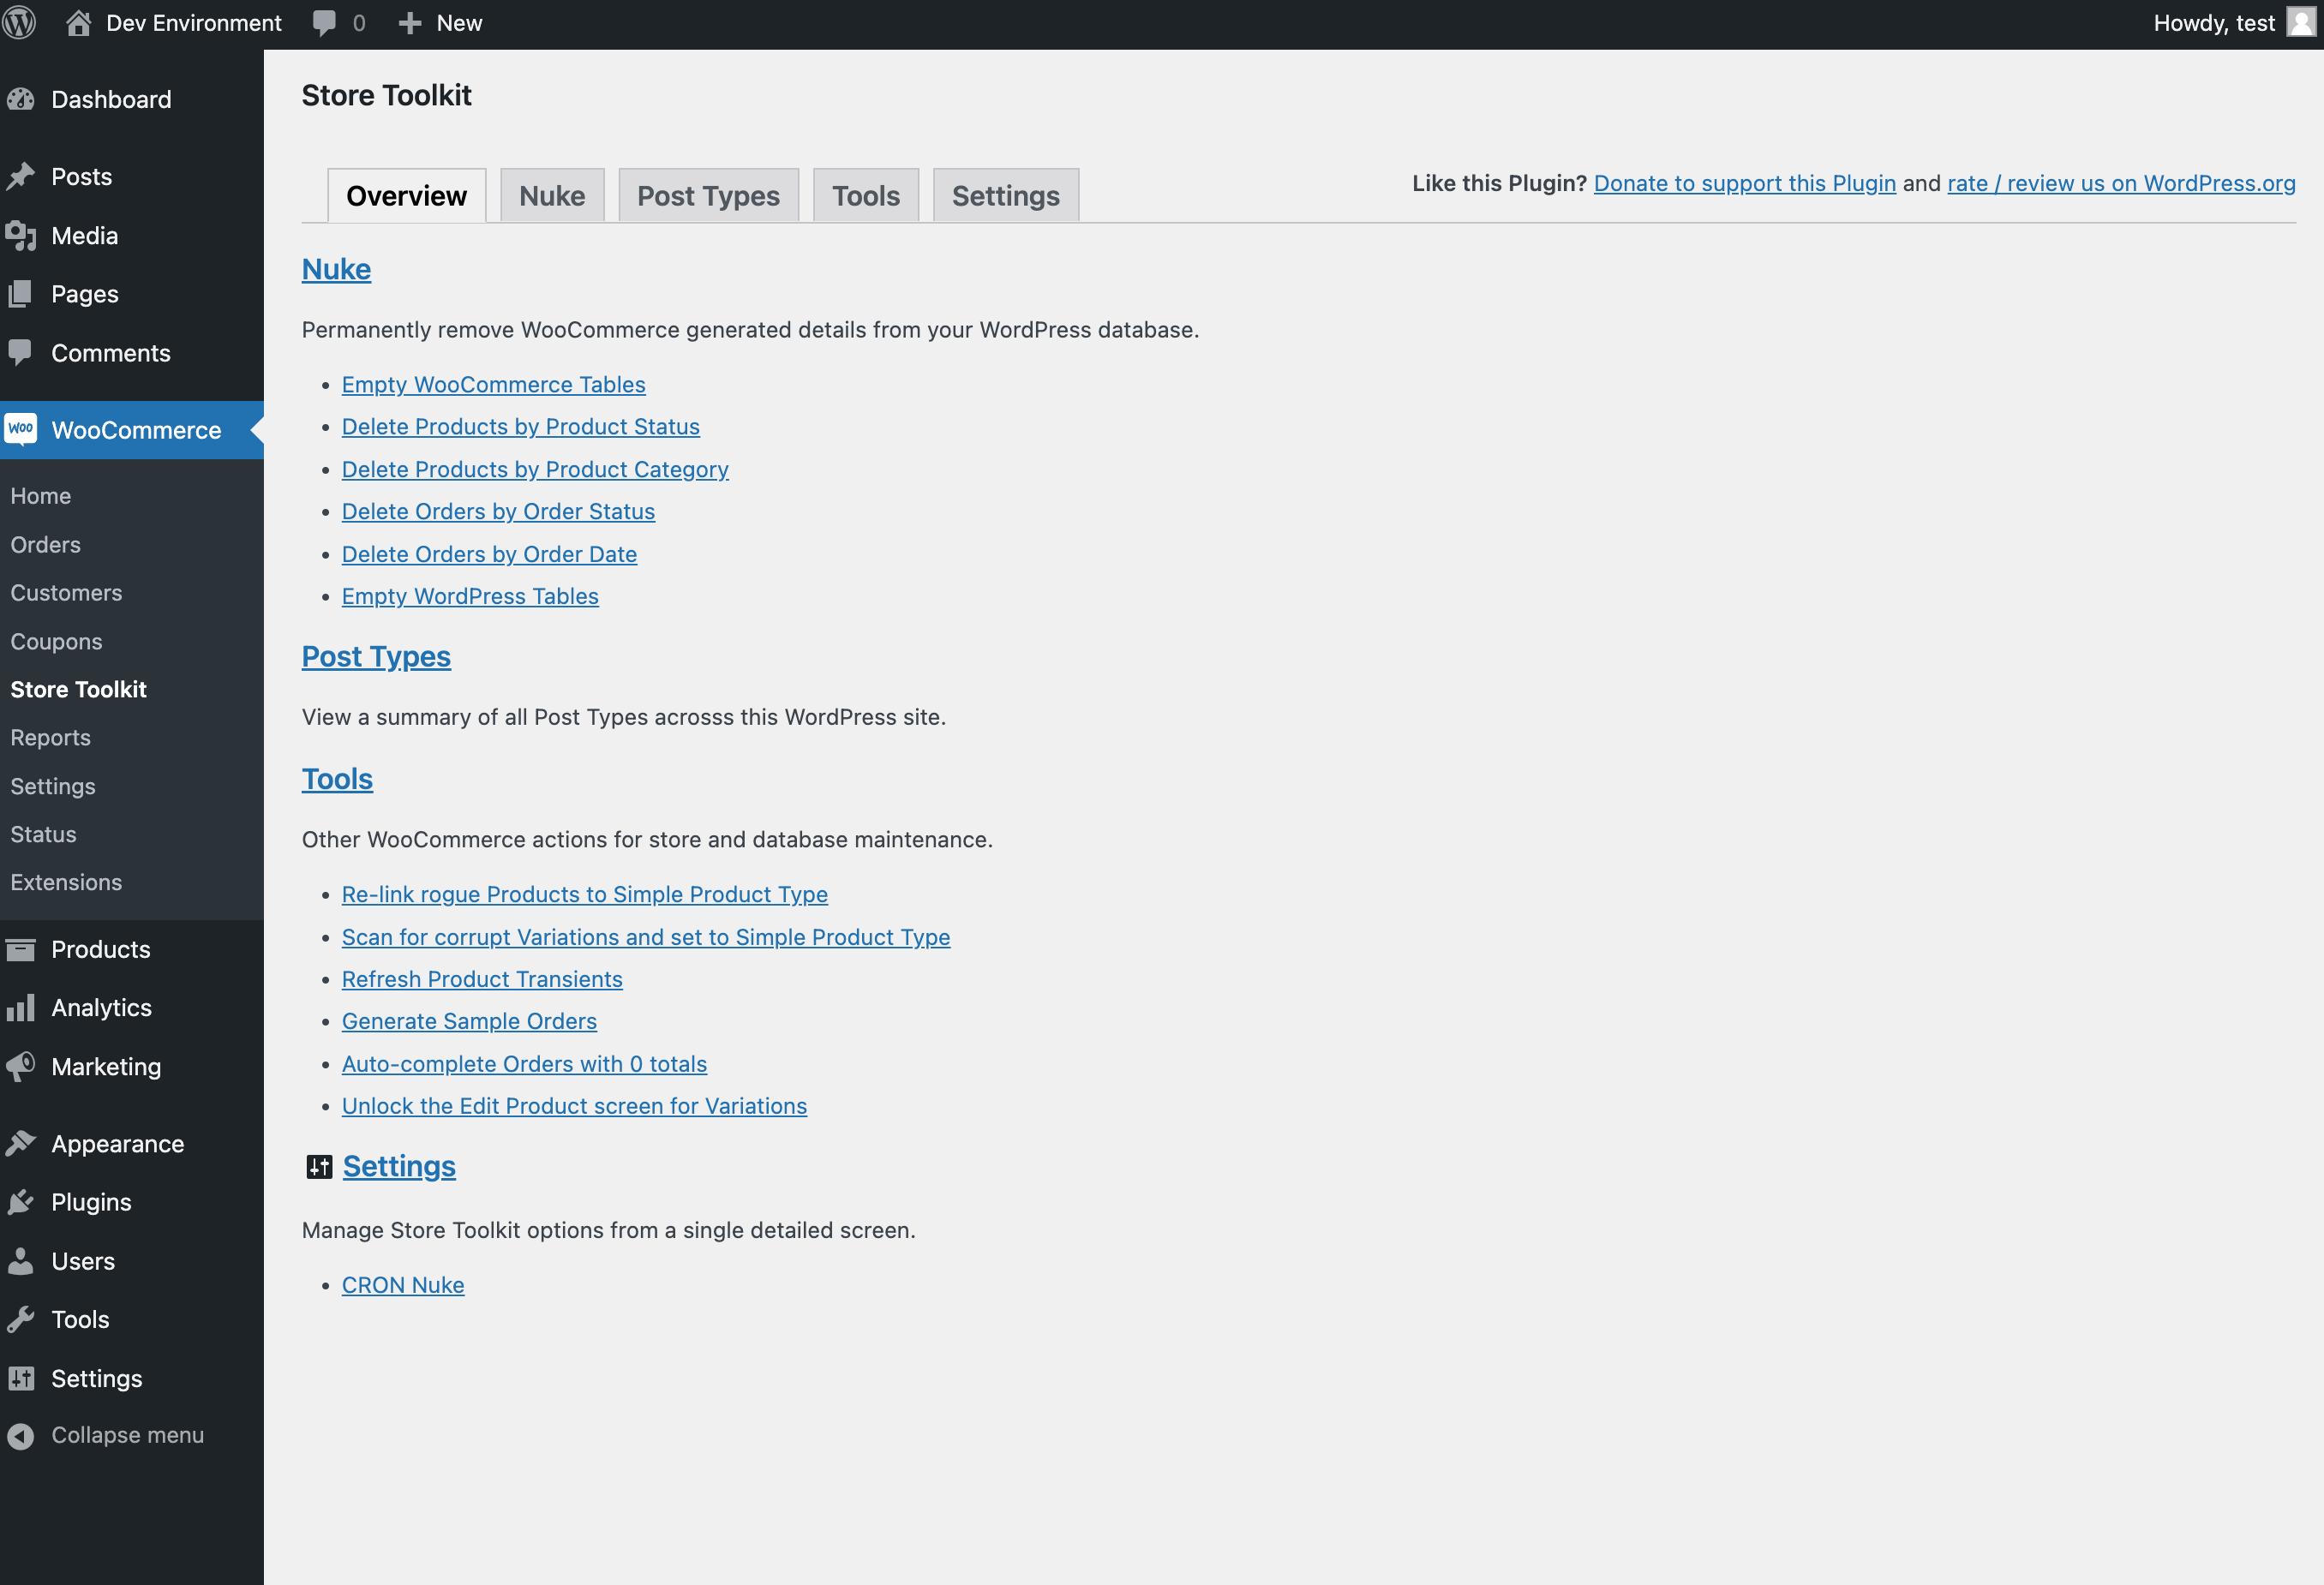 Dev Environment 0 New Howdy, test
Dashboard
Posts
Media
Pages
Comments
Woo WooCommerce
Home
Orders
Customers
Coupons
Store Toolkit
Reports
Settings
Status
Extensions
Products
Analytics
Marketing
Appearance
Plugins
Users
Tools
Settings
Collapse menu
Store Toolkit
Overview Nuke Post Types Tools Settings
Like this Plugin? Donate to support this Plugin and rate / review us on WordPress.org
Nuke
Permanently remove WooCommerce generated details from your WordPress database.
• Empty WooCommerce Tables
• Delete Products by Product Status
• Delete Products by Product Category
• Delete Orders by Order Status
• Delete Orders by Order Date
• Empty WordPress Tables
Post Types
View a summary of all Post Types acrosss this WordPress site.
Tools
Other WooCommerce actions for store and database maintenance.
• Re-link rogue Products to Simple Product Type
• Scan for corrupt Variations and set to Simple Product Type
• Refresh Product Transients
• Generate Sample Orders
• Auto-complete Orders with 0 totals
• Unlock the Edit Product screen for Variations
Settings
Manage Store Toolkit options from a single detailed screen.
• CRON Nuke